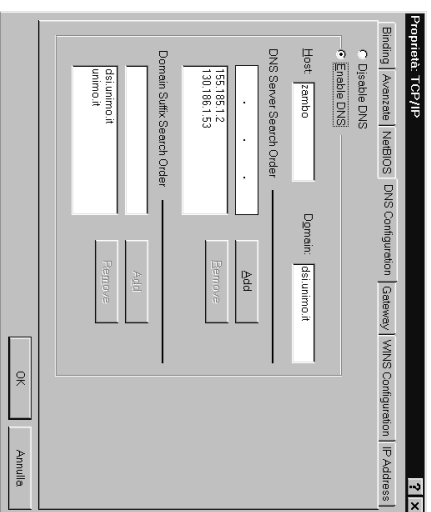 Proprietà: TCP/IP
Binding Avanzate NetBIOS DNS Configuration Gateway WINS Configuration IP Address
Disable DNS
Enable DNS
Host: zambo Domain: dsi.unimo.it
DNS Server Search Order
. . . Add
155.185.1.2 Remove
130.186.1.53
Domain Suffix Search Order
Add
dsi.unimo.it Remove
unimo.it
OK Annulla